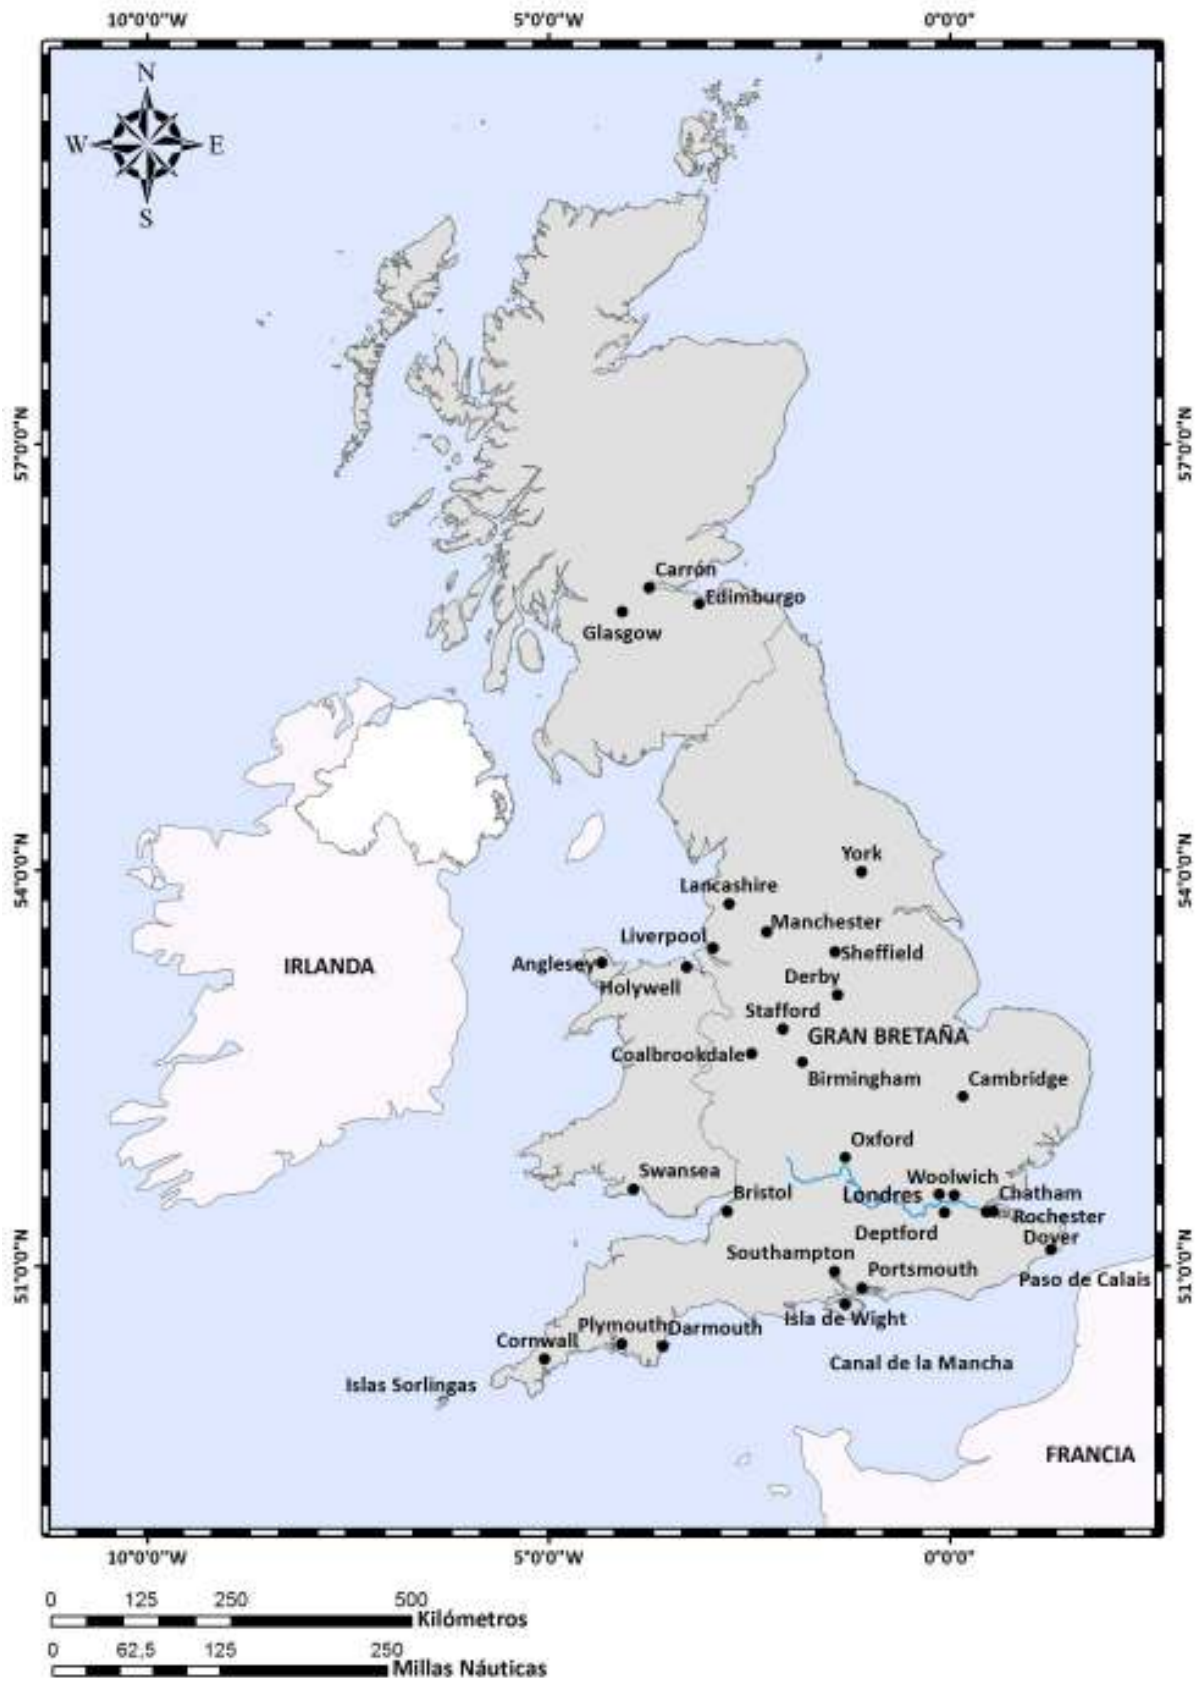 10°0'0"W 5°0'0"W 0°0'0"
N
W E
S
57°0'0"N 57°0'0"N
Carrón
Edimburgo
Glasgow
York
54°0'0"N 54°0'0"N
Lancashire
Manchester
Liverpool
Sheffield
Anglesey
IRLANDA
Derby
Holywell
Stafford
GRAN BRETAÑA
Coalbrookdale
Birmingham
Cambridge
Oxford
Swansea
Woolwich
Bristol
Londres
Chatham
Rochester
Deptford
Dover
Southampton
Portsmouth
Paso de Calais
51°0'0"N 51°0'0"N
Isla de Wight
Plymouth
Darmouth
Cornwall
Canal de la Mancha
Islas Sorlingas
FRANCIA
10°0'0"W 5°0'0"W 0°0'0"
0 125 250 500
Kilómetros
0 62,5 125 250
Millas Náuticas